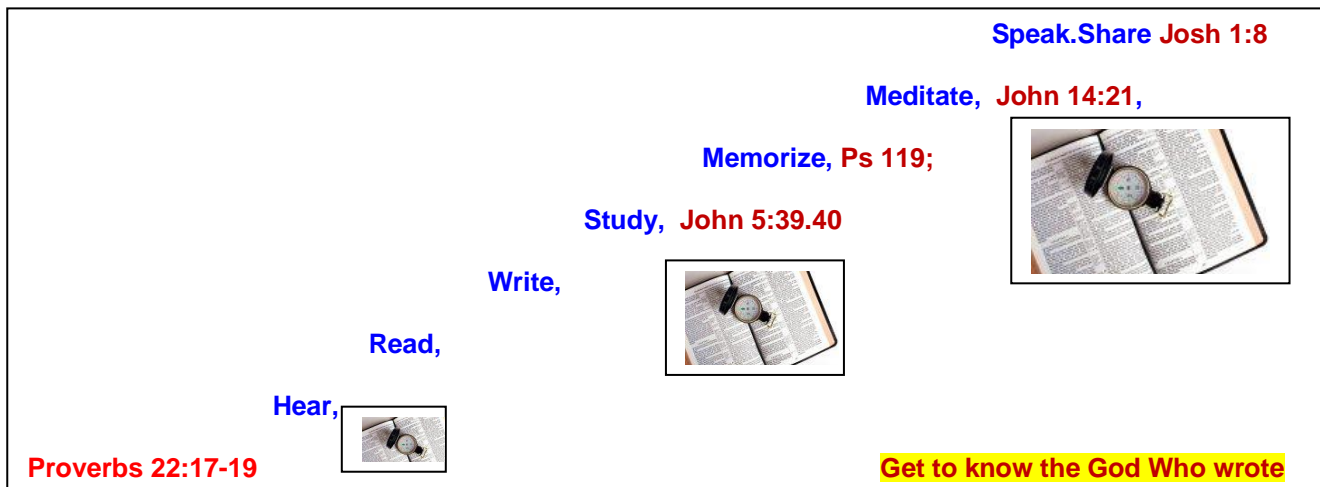 Speak.Share Josh 1:8
Meditate, John 14:21,
Memorize, Ps 119;
Study, John 5:39.40
Write,
Read,
Hear,
Proverbs 22:17-19
Get to know the God Who wrote